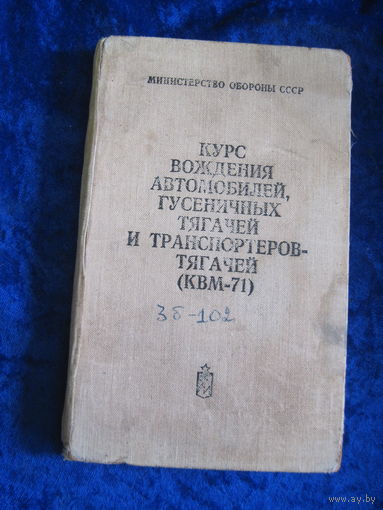 МИНИСТЕРСТВО ОБОРОНЫ СССР
КУРС
ВОЖДЕНИЯ
АВТОМОБИЛЕЙ,
ГУСЕНИЧНЫХ
ТЯГАЧЕЙ
И ТРАНСПОРТЕРОВ-
ТЯГАЧЕЙ
(КВМ-71)
3б-102
www.ay.by